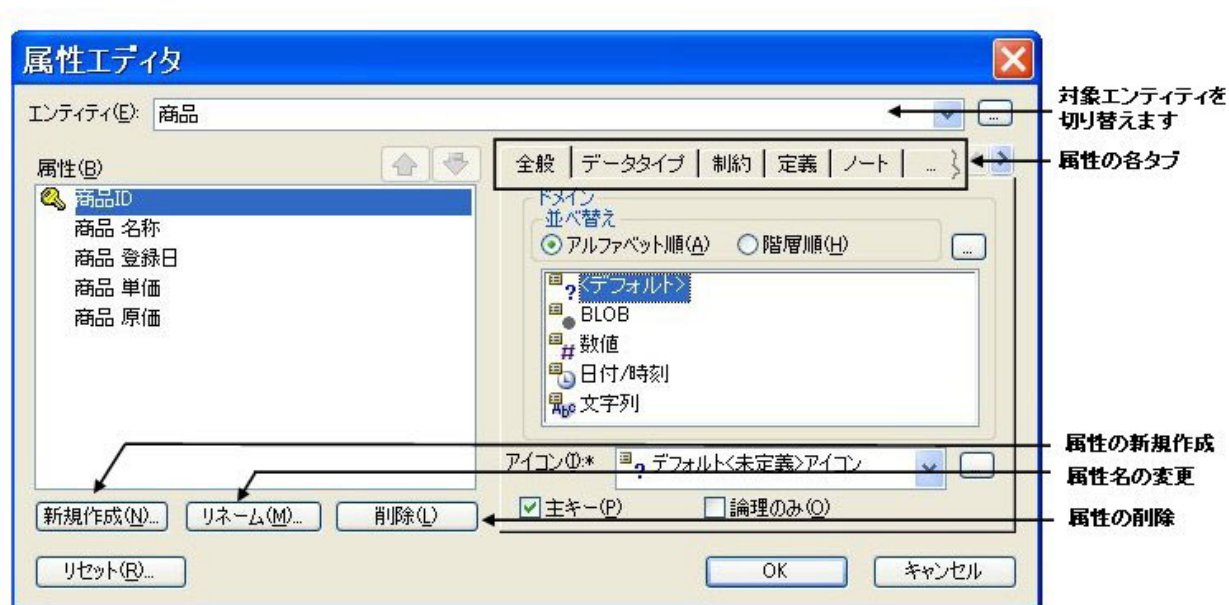 属性エディタ
エンティティ(E): 商品 ...
対象エンティティを
切り替えます
属性(B)
全般 データタイプ 制約 定義 ノート ...
属性の各タブ
商品ID
商品 名称
商品 登録日
商品 単価
商品 原価
ドメイン
並べ替え
アルファベット順(A) 階層順(H) ...
<デフォルト>
BLOB
数値
日付/時刻
文字列
属性の新規作成
アイコン(I):* デフォルト<未定義>アイコン ...
属性名の変更
新規作成(N)... リネーム(M)... 削除(L)
主キー(P) 論理のみ(O)
属性の削除
リセット(R)... OK キャンセル